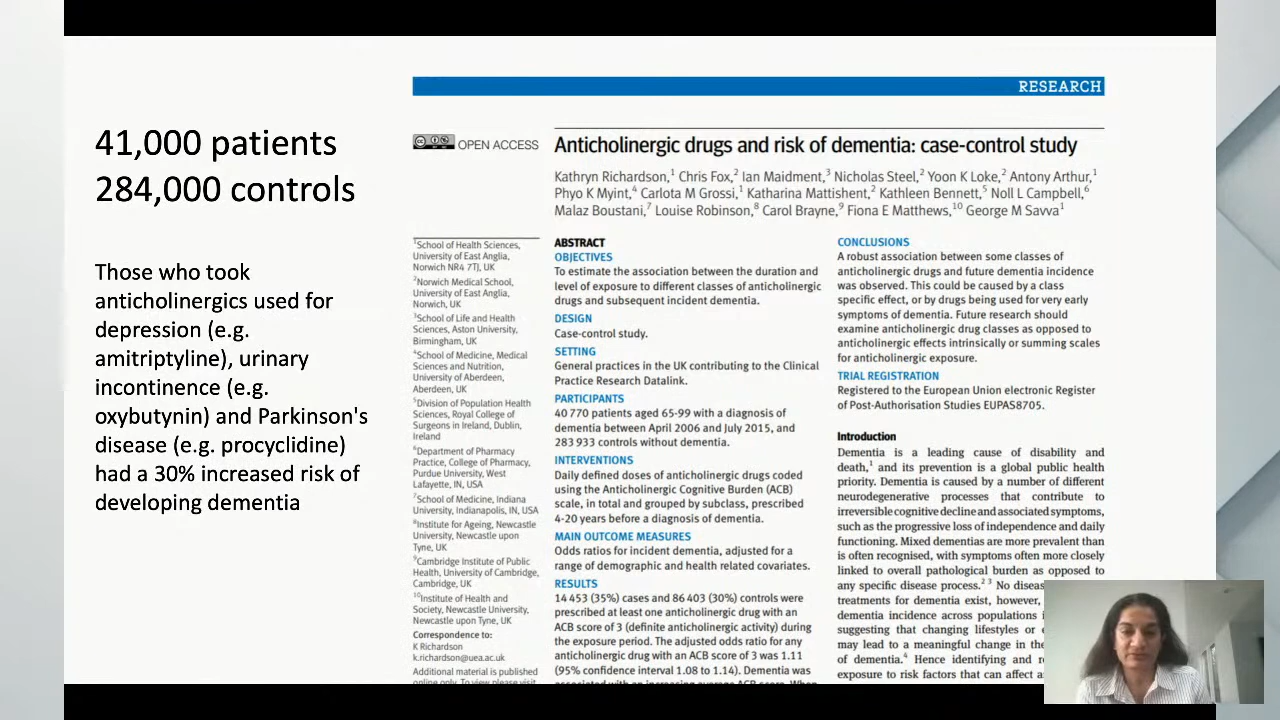 41,000 patients
284,000 controls
Those who took
anticholinergics used for
depression (e.g.
amitriptyline), urinary
incontinence (e.g.
oxybutynin) and Parkinson's
disease (e.g. procyclidine)
had a 30% increased risk of
developing dementia
RESEARCH
OPEN ACCESS
Anticholinergic drugs and risk of dementia: case-control study
Kathryn Richardson,1 Chris Fox,2 Ian Maidment,3 Nicholas Steel,2 Yoon K Loke,2 Antony Arthur,1
Phyo K Myint,4 Carlota M Grossi,1 Katharina Mattishent,2 Kathleen Bennett,5 Noll L Campbell,6
Malaz Boustani,7 Louise Robinson,8 Carol Brayne,9 Fiona E Matthews,10 George M Savva1
1School of Health Sciences,
University of East Anglia,
Norwich NR4 7TJ, UK
2Norwich Medical School,
University of East Anglia,
Norwich, UK
3School of Life and Health
Sciences, Aston University,
Birmingham, UK
4School of Medicine, Medical
Sciences and Nutrition,
University of Aberdeen,
Aberdeen, UK
5Division of Population Health
Sciences, Royal College of
Surgeons in Ireland, Dublin,
Ireland
6Department of Pharmacy
Practice, College of Pharmacy,
Purdue University, West
Lafayette, IN, USA
7School of Medicine, Indiana
University, Indianapolis, IN, USA
8Institute for Ageing, Newcastle
University, Newcastle upon
Tyne, UK
9Cambridge Institute of Public
Health, University of Cambridge,
Cambridge, UK
10Institute of Health and
Society, Newcastle University,
Newcastle upon Tyne, UK
Correspondence to:
K Richardson
k.richardson@uea.ac.uk
Additional material is published
online only. To view please visit
ABSTRACT
OBJECTIVES
To estimate the association between the duration and
level of exposure to different classes of anticholinergic
drugs and subsequent incident dementia.
DESIGN
Case-control study.
SETTING
General practices in the UK contributing to the Clinical
Practice Research Datalink.
PARTICIPANTS
40 770 patients aged 65-99 with a diagnosis of
dementia between April 2006 and July 2015, and
283 933 controls without dementia.
INTERVENTIONS
Daily defined doses of anticholinergic drugs coded
using the Anticholinergic Cognitive Burden (ACB)
scale, in total and grouped by subclass, prescribed
4-20 years before a diagnosis of dementia.
MAIN OUTCOME MEASURES
Odds ratios for incident dementia, adjusted for a
range of demographic and health related covariates.
RESULTS
14 453 (35%) cases and 86 403 (30%) controls were
prescribed at least one anticholinergic drug with an
ACB score of 3 (definite anticholinergic activity) during
the exposure period. The adjusted odds ratio for any
anticholinergic drug with an ACB score of 3 was 1.11
(95% confidence interval 1.08 to 1.14). Dementia was
associated with an increasing average ACB score. When
CONCLUSIONS
A robust association between some classes of
anticholinergic drugs and future dementia incidence
was observed. This could be caused by a class
specific effect, or by drugs being used for very early
symptoms of dementia. Future research should
examine anticholinergic drug classes as opposed to
anticholinergic effects intrinsically or summing scales
for anticholinergic exposure.
TRIAL REGISTRATION
Registered to the European Union electronic Register
of Post-Authorisation Studies EUPAS8705.
Introduction
Dementia is a leading cause of disability and
death,1 and its prevention is a global public health
priority. Dementia is caused by a number of different
neurodegenerative processes that contribute to
irreversible cognitive decline and associated symptoms,
such as the progressive loss of independence and daily
functioning. Mixed dementias are more prevalent than
is often recognised, with symptoms often more closely
linked to overall pathological burden as opposed to
any specific disease process.2 3 No diseas
treatments for dementia exist, however,
dementia incidence across populations i
suggesting that changing lifestyles or
may lead to a meaningful change in the
of dementia.4 Hence identifying and r
exposure to risk factors that can affect a